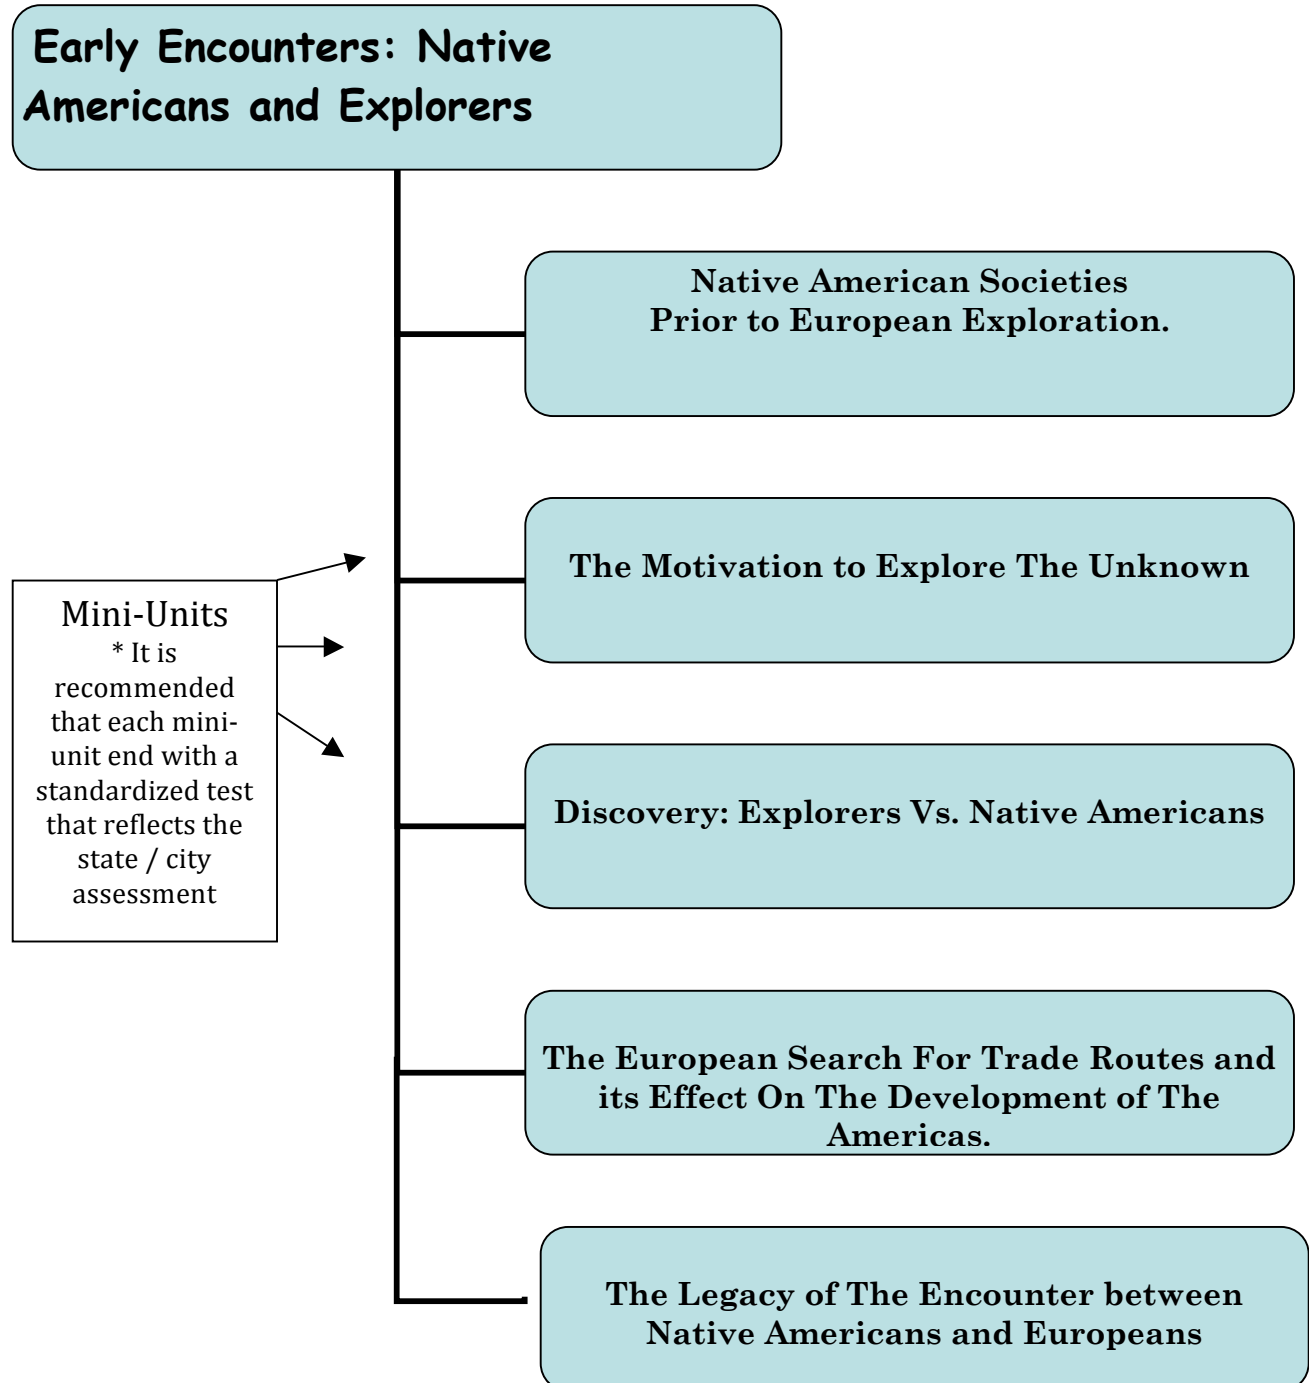 Early Encounters: Native
Americans and Explorers
Native American Societies
Prior to European Exploration.
The Motivation to Explore The Unknown
Mini-Units
* It is
recommended
that each mini-
unit end with a
standardized test
that reflects the
state / city
assessment
Discovery: Explorers Vs. Native Americans
The European Search For Trade Routes and
its Effect On The Development of The
Americas.
The Legacy of The Encounter between
Native Americans and Europeans